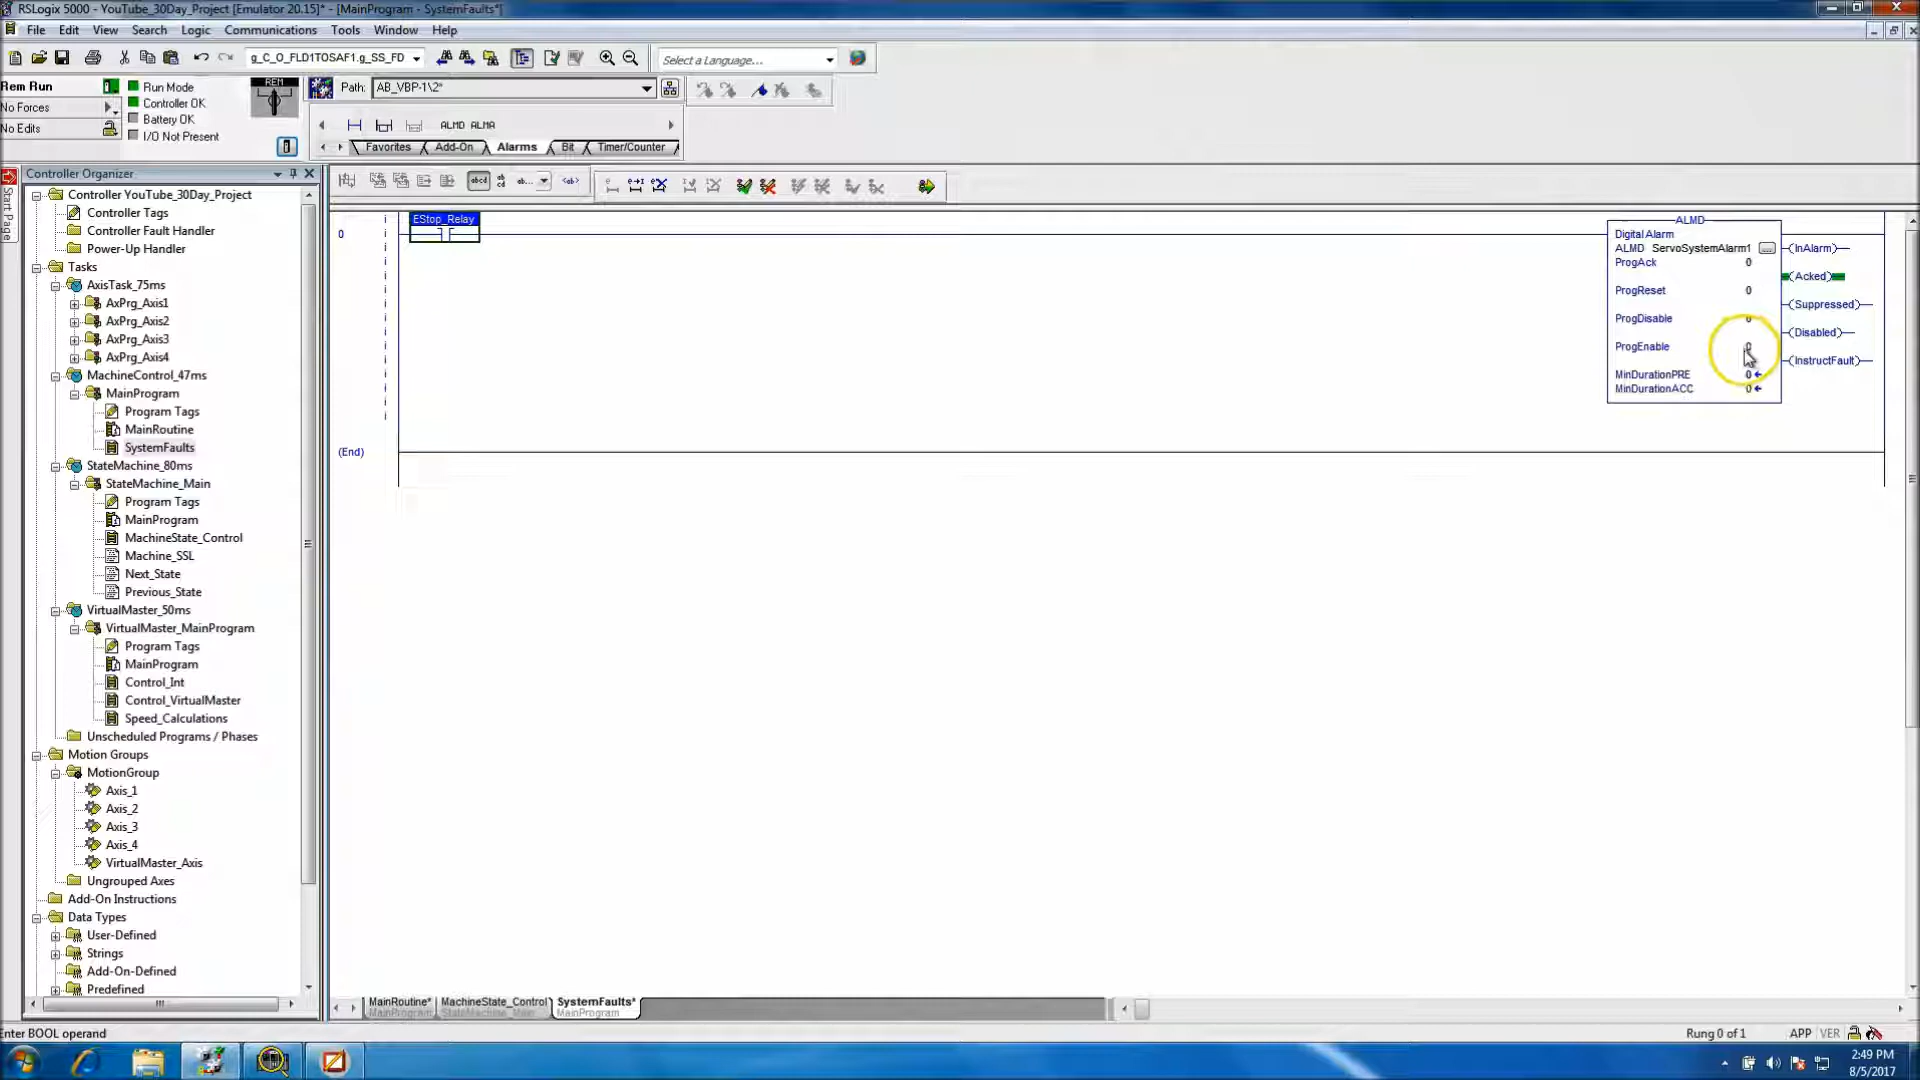 RSLogix 5000 - YouTube_30Day_Project [Emulator 20.15]* - [MainProgram - SystemFaults*]
File Edit View Search Logic Communications Tools Window Help
g_C_O_FLD1TOSAF1.g_SS_FD
Select a Language...
Rem Run
Run Mode
REM
Path: AB_VBP-1\2*
No Forces
Controller OK
Battery OK
No Edits
I/O Not Present
ALMD ALMA
Favorites Add-On Alarms Bit Timer/Counter
Start Page
Controller Organizer
Controller YouTube_30Day_Project
Controller Tags
Controller Fault Handler
Power-Up Handler
Tasks
AxisTask_75ms
AxPrg_Axis1
AxPrg_Axis2
AxPrg_Axis3
AxPrg_Axis4
MachineControl_47ms
MainProgram
Program Tags
MainRoutine
SystemFaults
StateMachine_80ms
StateMachine_Main
Program Tags
MainProgram
MachineState_Control
Machine_SSL
Next_State
Previous_State
VirtualMaster_50ms
VirtualMaster_MainProgram
Program Tags
MainProgram
Control_Int
Control_VirtualMaster
Speed_Calculations
Unscheduled Programs / Phases
Motion Groups
MotionGroup
Axis_1
Axis_2
Axis_3
Axis_4
VirtualMaster_Axis
Ungrouped Axes
Add-On Instructions
Data Types
User-Defined
Strings
Add-On-Defined
Predefined
EStop_Relay
0
(End)
ALMD
Digital Alarm
ALMD ServoSystemAlarm1 ...
ProgAck 0
ProgReset 0
ProgDisable 0
ProgEnable 0
MinDurationPRE 0
MinDurationACC 0
(InAlarm)
(Acked)
(Suppressed)
(Disabled)
(InstructFault)
MainRoutine* MachineState_Control SystemFaults*
MainProgram StateMachine_Main MainProgram
Enter BOOL operand
Rung 0 of 1 APP VER
2:49 PM
8/5/2017